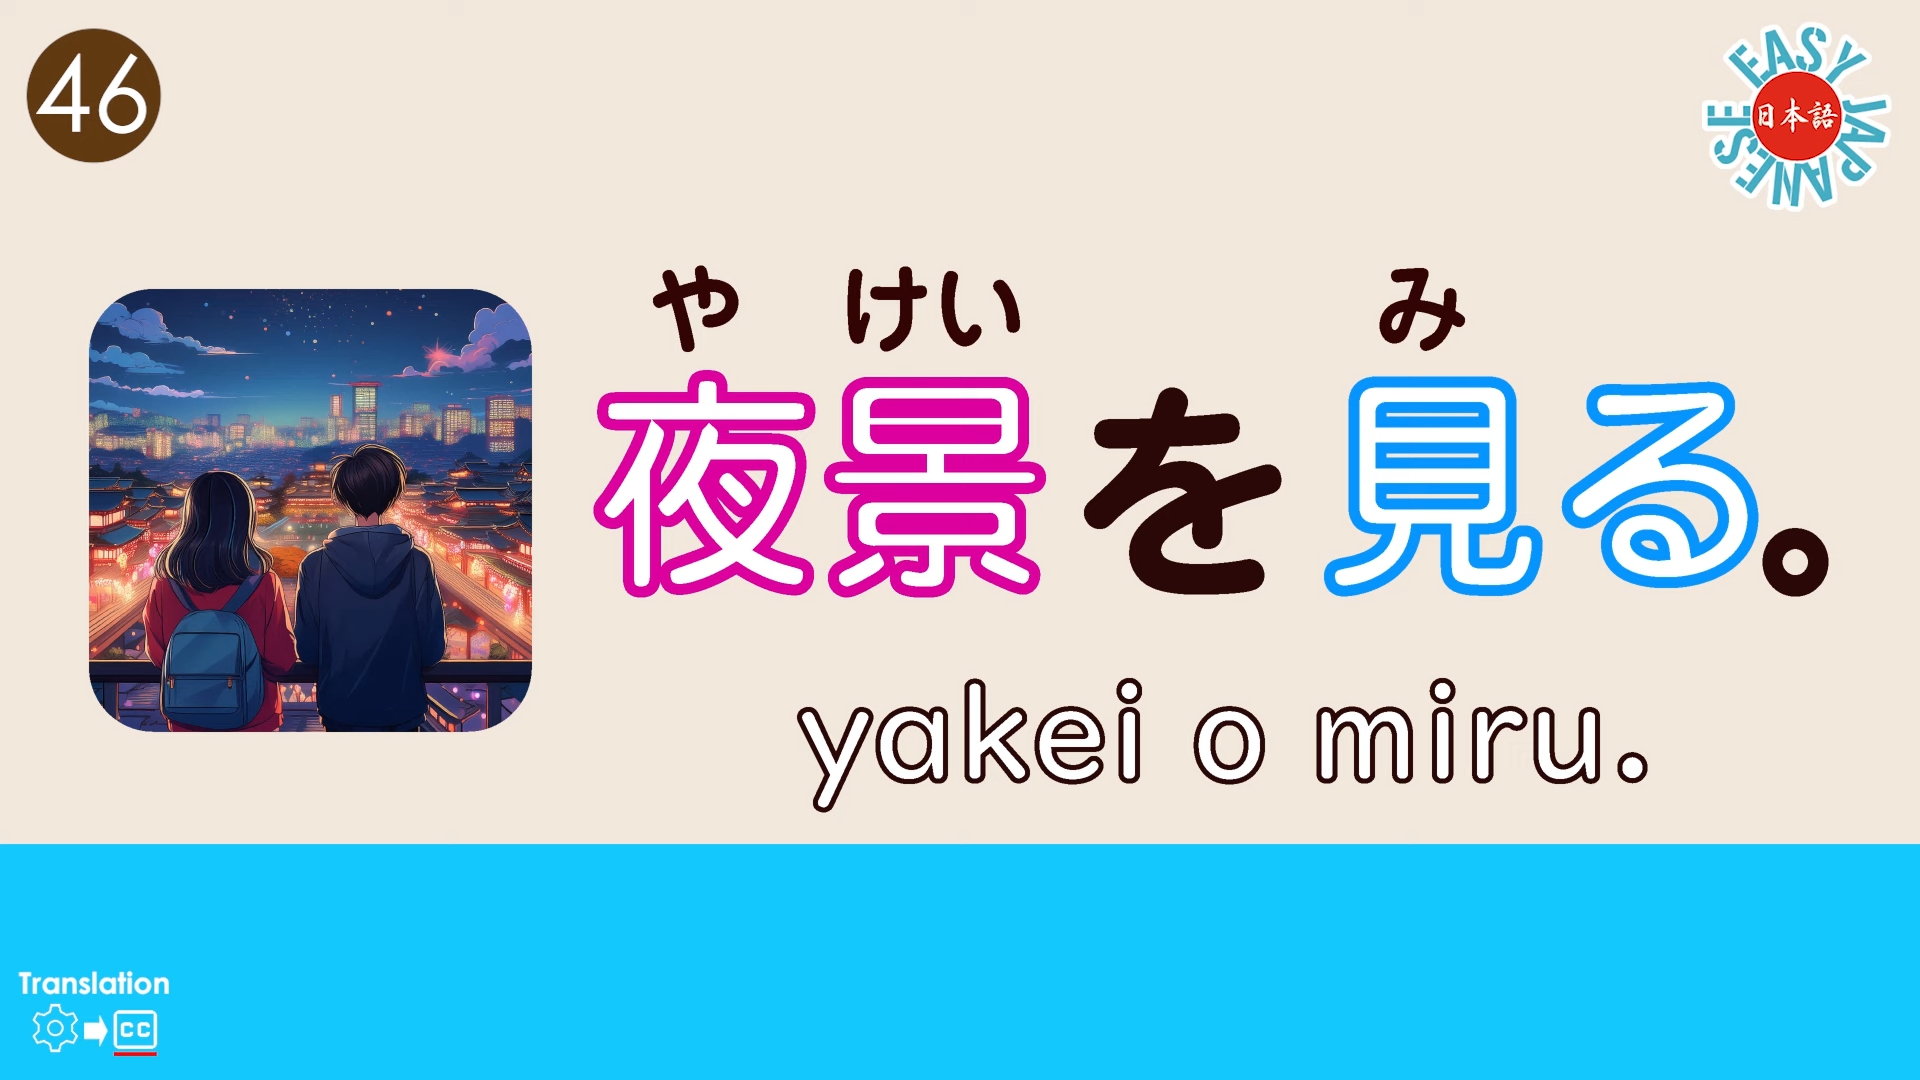 46
EASY JAPANESE
日本語
や けい み
夜景を見る。
yakei o miru.
Translation
CC